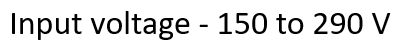 Input voltage - 150 to 290 V